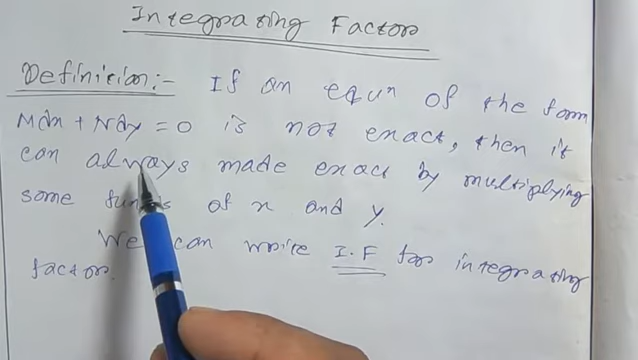 Integrating Factor
Definition:- If an equn of the form
Mdx + Ndy = 0 is not exact, then it
can always made exact by multiplying
some of x and y.
We can write I.F for integrating
factor.